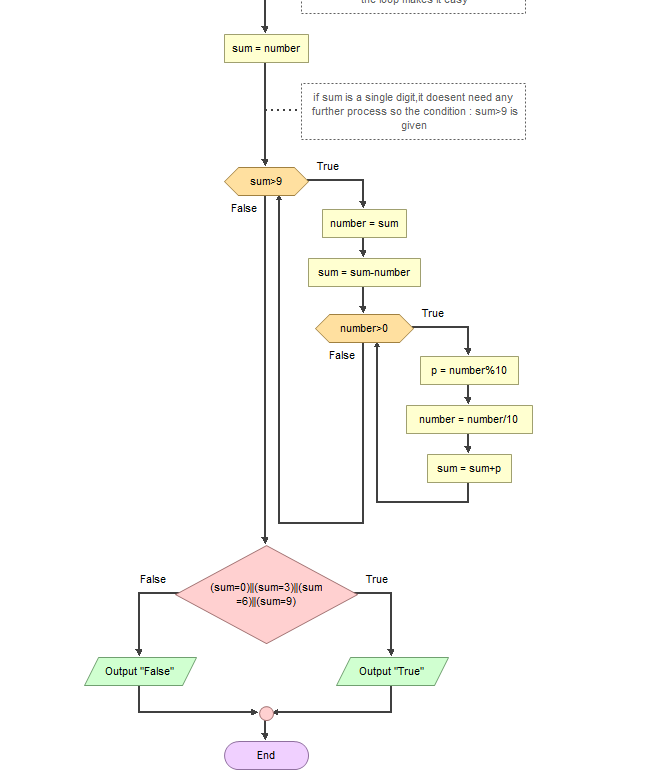 the loop makes it easy
sum = number
if sum is a single digit,it doesent need any
further process so the condition : sum>9 is
given
sum>9
True
False
number = sum
sum = sum-number
number>0
True
False
p = number%10
number = number/10
sum = sum+p
(sum=0)||(sum=3)||(sum
=6)||(sum=9)
False
True
Output "False"
Output "True"
End